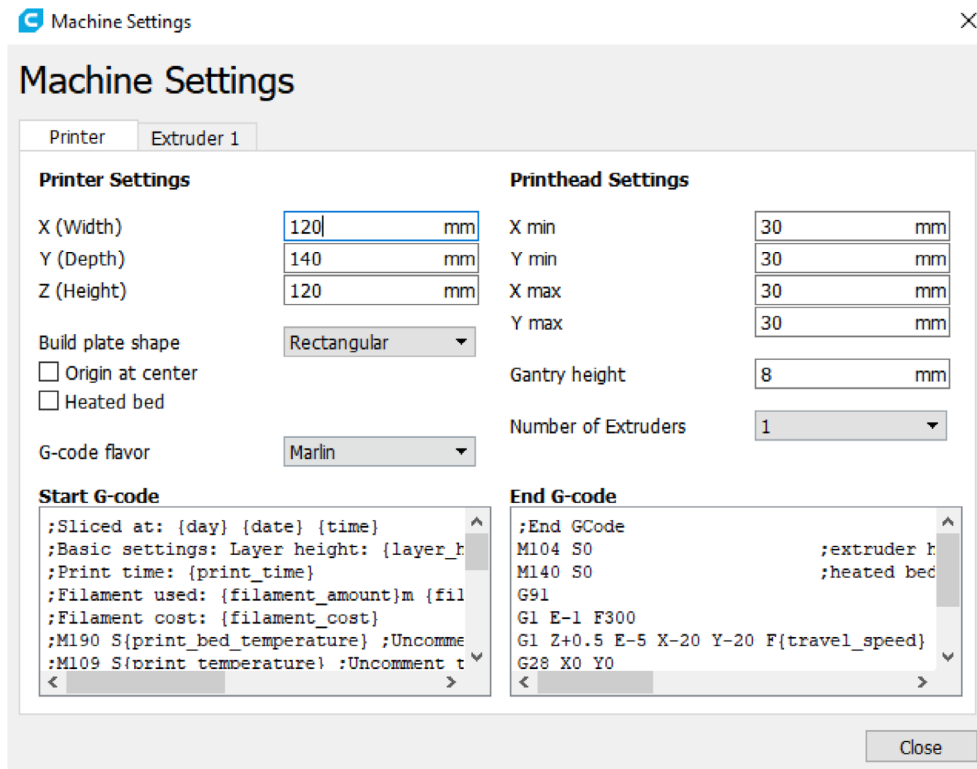 Machine Settings
Machine Settings
Printer
Extruder 1
Printer Settings
X (Width) 120 mm
Y (Depth) 140 mm
Z (Height) 120 mm
Build plate shape Rectangular
Origin at center
Heated bed
G-code flavor Marlin
Printhead Settings
X min 30 mm
Y min 30 mm
X max 30 mm
Y max 30 mm
Gantry height 8 mm
Number of Extruders 1
Start G-code
;Sliced at: {day} {date} {time}
;Basic settings: Layer height: {layer_h
;Print time: {print_time}
;Filament used: {filament_amount}m {fil
;Filament cost: {filament_cost}
;M190 S{print_bed_temperature} ;Uncomme
;M109 S{print_temperature} ;Uncomment t
End G-code
;End GCode
M104 S0 ;extruder h
M140 S0 ;heated bed
G91
G1 E-1 F300
G1 Z+0.5 E-5 X-20 Y-20 F{travel_speed}
G28 X0 Y0
Close